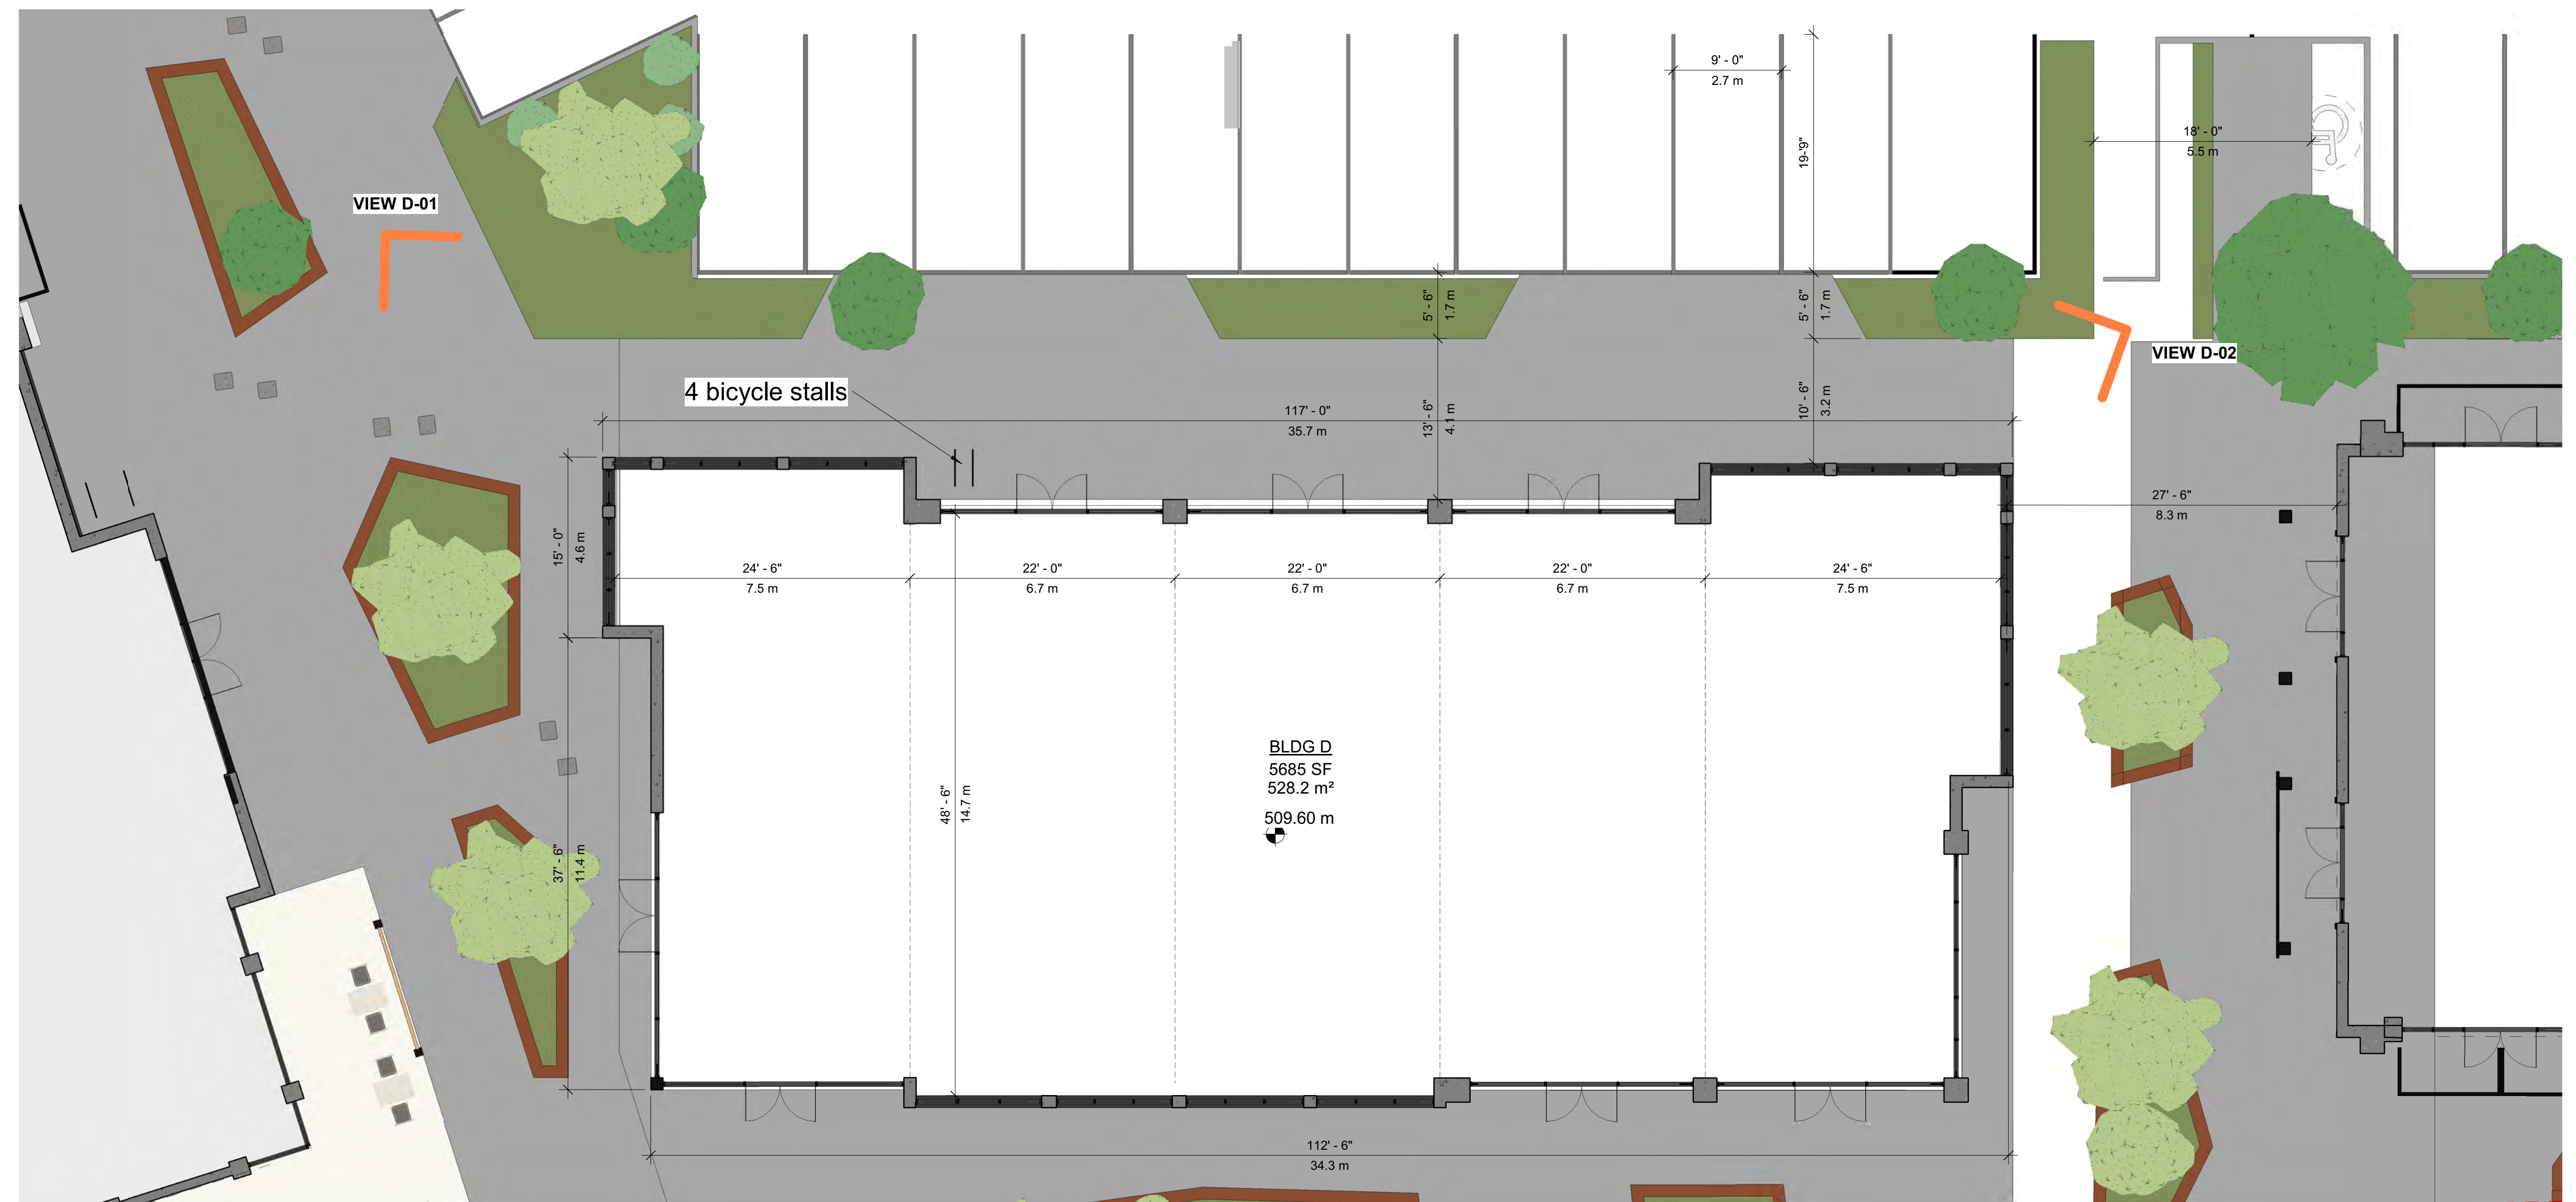 9' - 0"
2.7 m
19'-9"
18' - 0"
5.5 m
VIEW D-01
5' - 6"
1.7 m
5' - 6"
1.7 m
VIEW D-02
4 bicycle stalls
117' - 0"
35.7 m
13' - 6"
4.1 m
10' - 6"
3.2 m
27' - 6"
8.3 m
15' - 0"
4.6 m
24' - 6"
7.5 m
22' - 0"
6.7 m
22' - 0"
6.7 m
22' - 0"
6.7 m
24' - 6"
7.5 m
BLDG D
5685 SF
528.2 m²
509.60 m
48' - 6"
14.7 m
37' - 6"
11.4 m
112' - 6"
34.3 m